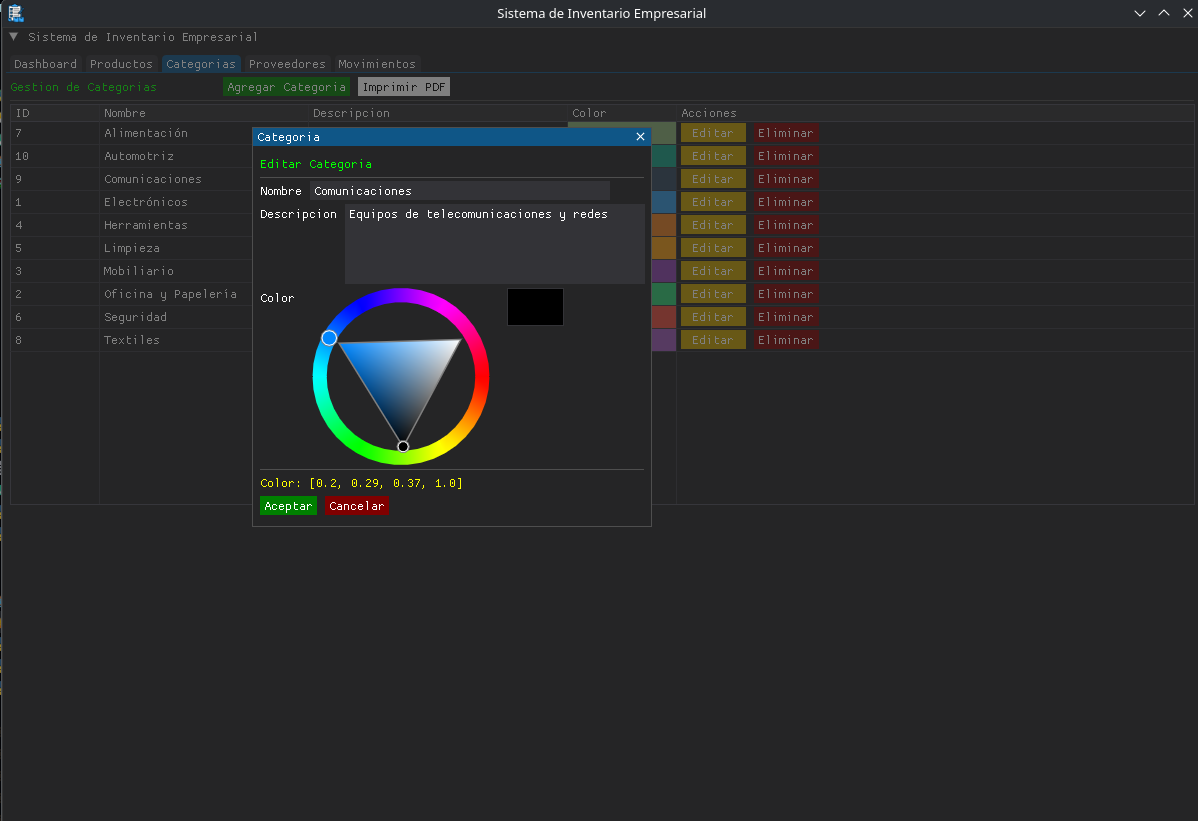 Sistema de Inventario Empresarial
Sistema de Inventario Empresarial
Dashboard Productos Categorias Proveedores Movimientos
Gestion de Categorias Agregar Categoria Imprimir PDF
ID Nombre Descripcion Color Acciones
7 Alimentación Editar Eliminar
10 Automotriz Editar Eliminar
9 Comunicaciones Editar Eliminar
1 Electrónicos Editar Eliminar
4 Herramientas Editar Eliminar
5 Limpieza Editar Eliminar
3 Mobiliario Editar Eliminar
2 Oficina y Papelería Editar Eliminar
6 Seguridad Editar Eliminar
8 Textiles Editar Eliminar
Categoria
Editar Categoria
Nombre Comunicaciones
Descripcion Equipos de telecomunicaciones y redes
Color
Color: [0.2, 0.29, 0.37, 1.0]
Aceptar Cancelar